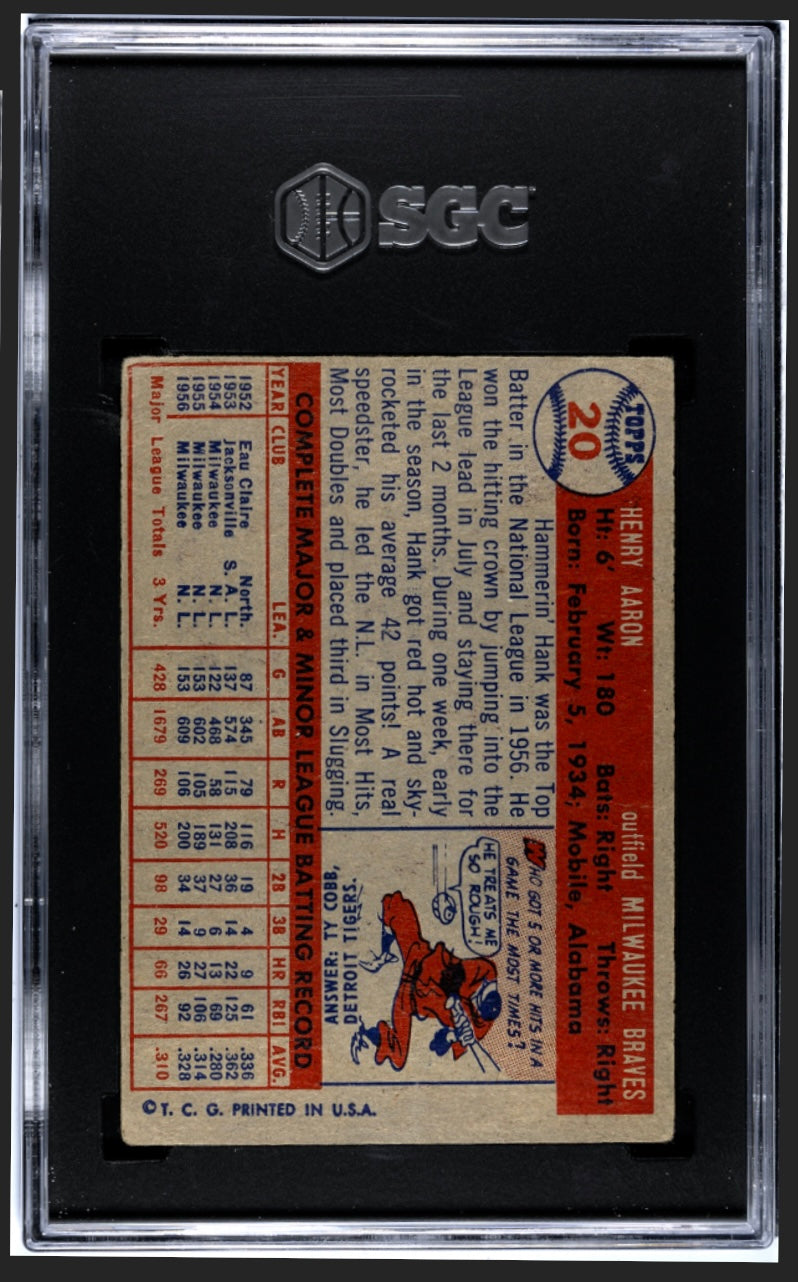 SGC
TOPPS
20
HENRY AARON outfield MILWAUKEE BRAVES
Ht: 6' Wt: 180 Bats: Right Throws: Right
Born: February 5, 1934; Mobile, Alabama
Hammerin' Hank was the Top
Batter in the National League in 1956. He
won the hitting crown by jumping into the
League lead in July and staying there for
the last 2 months. During one week, early
in the season, Hank got red hot and sky-
rocketed his average 42 points! A real
speedster, he led the N.L. in Most Hits,
Most Doubles and placed third in Slugging.
WHO GOT 5 OR MORE HITS IN A
GAME THE MOST TIMES?
HE TREATS ME
SO ROUGH!
ANSWER: TY COBB,
DETROIT TIGERS.
COMPLETE MAJOR & MINOR LEAGUE BATTING RECORD
YEAR CLUB LEA. G AB R H 2B 3B HR RBI AVG.
1952 Eau Claire North. 87 345 79 116 19 4 9 61 .336
1953 Jacksonville S. A. L. 137 574 115 208 36 14 22 125 .362
1954 Milwaukee N. L. 122 468 58 131 27 6 13 69 .280
1955 Milwaukee N. L. 153 602 105 189 37 9 27 106 .314
1956 Milwaukee N. L. 153 609 106 200 34 14 26 92 .328
Major League Totals 3 Yrs. 428 1679 269 520 98 29 66 267 .310
©T. C. G. PRINTED IN U.S.A.